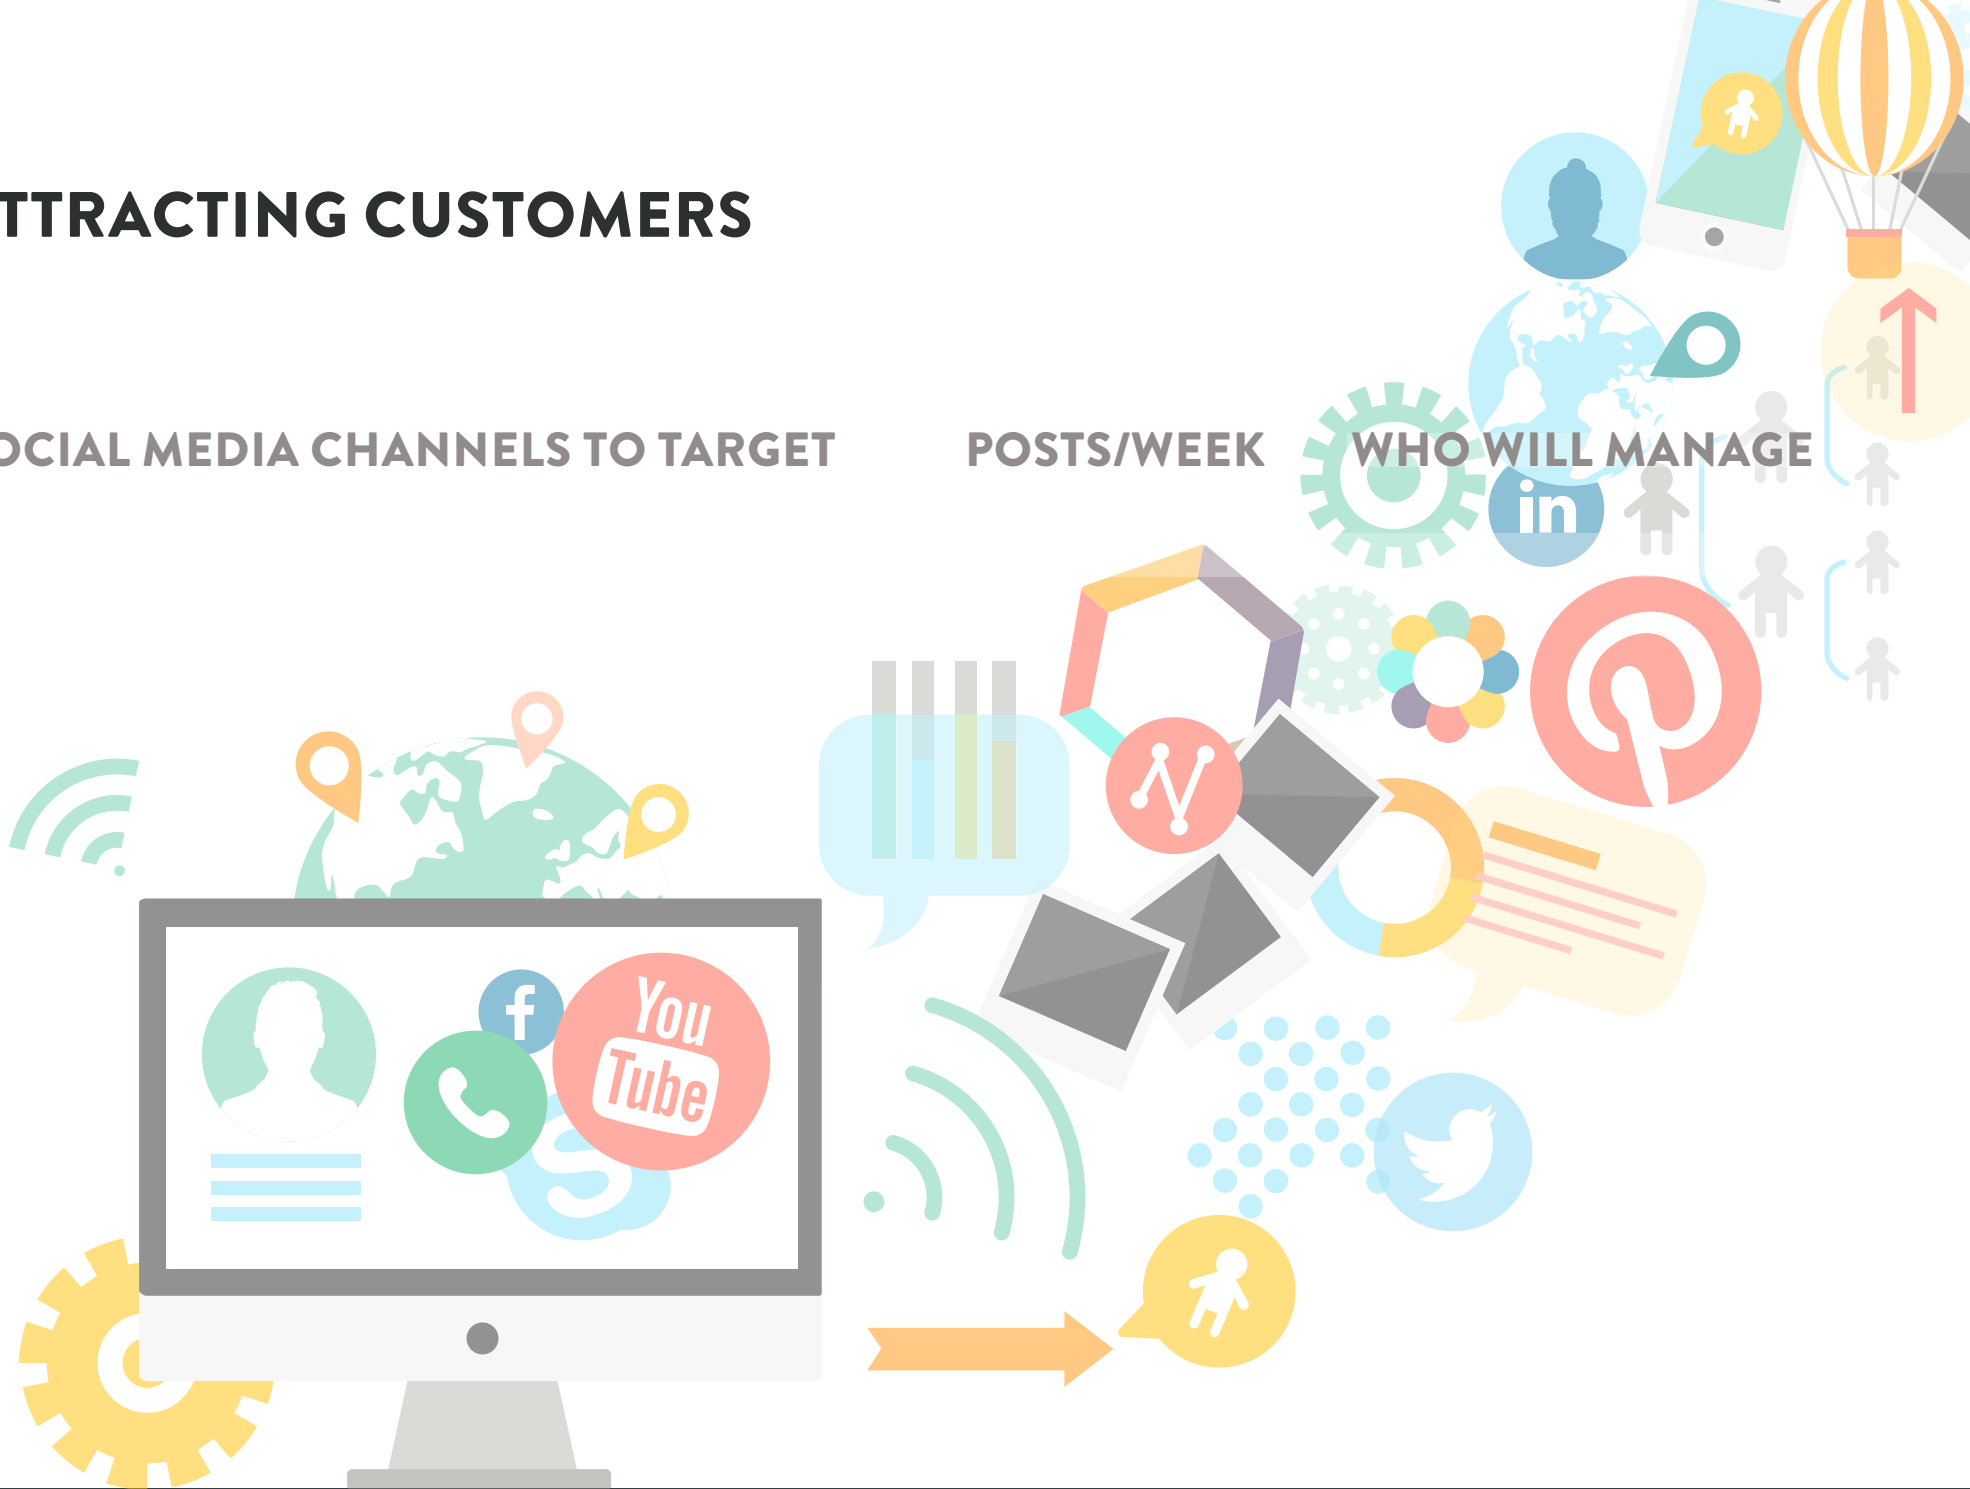 TTRACTING CUSTOMERS
OCIAL MEDIA CHANNELS TO TARGET
POSTS/WEEK
WHO WILL MANAGE
in
f
You
Tube
S